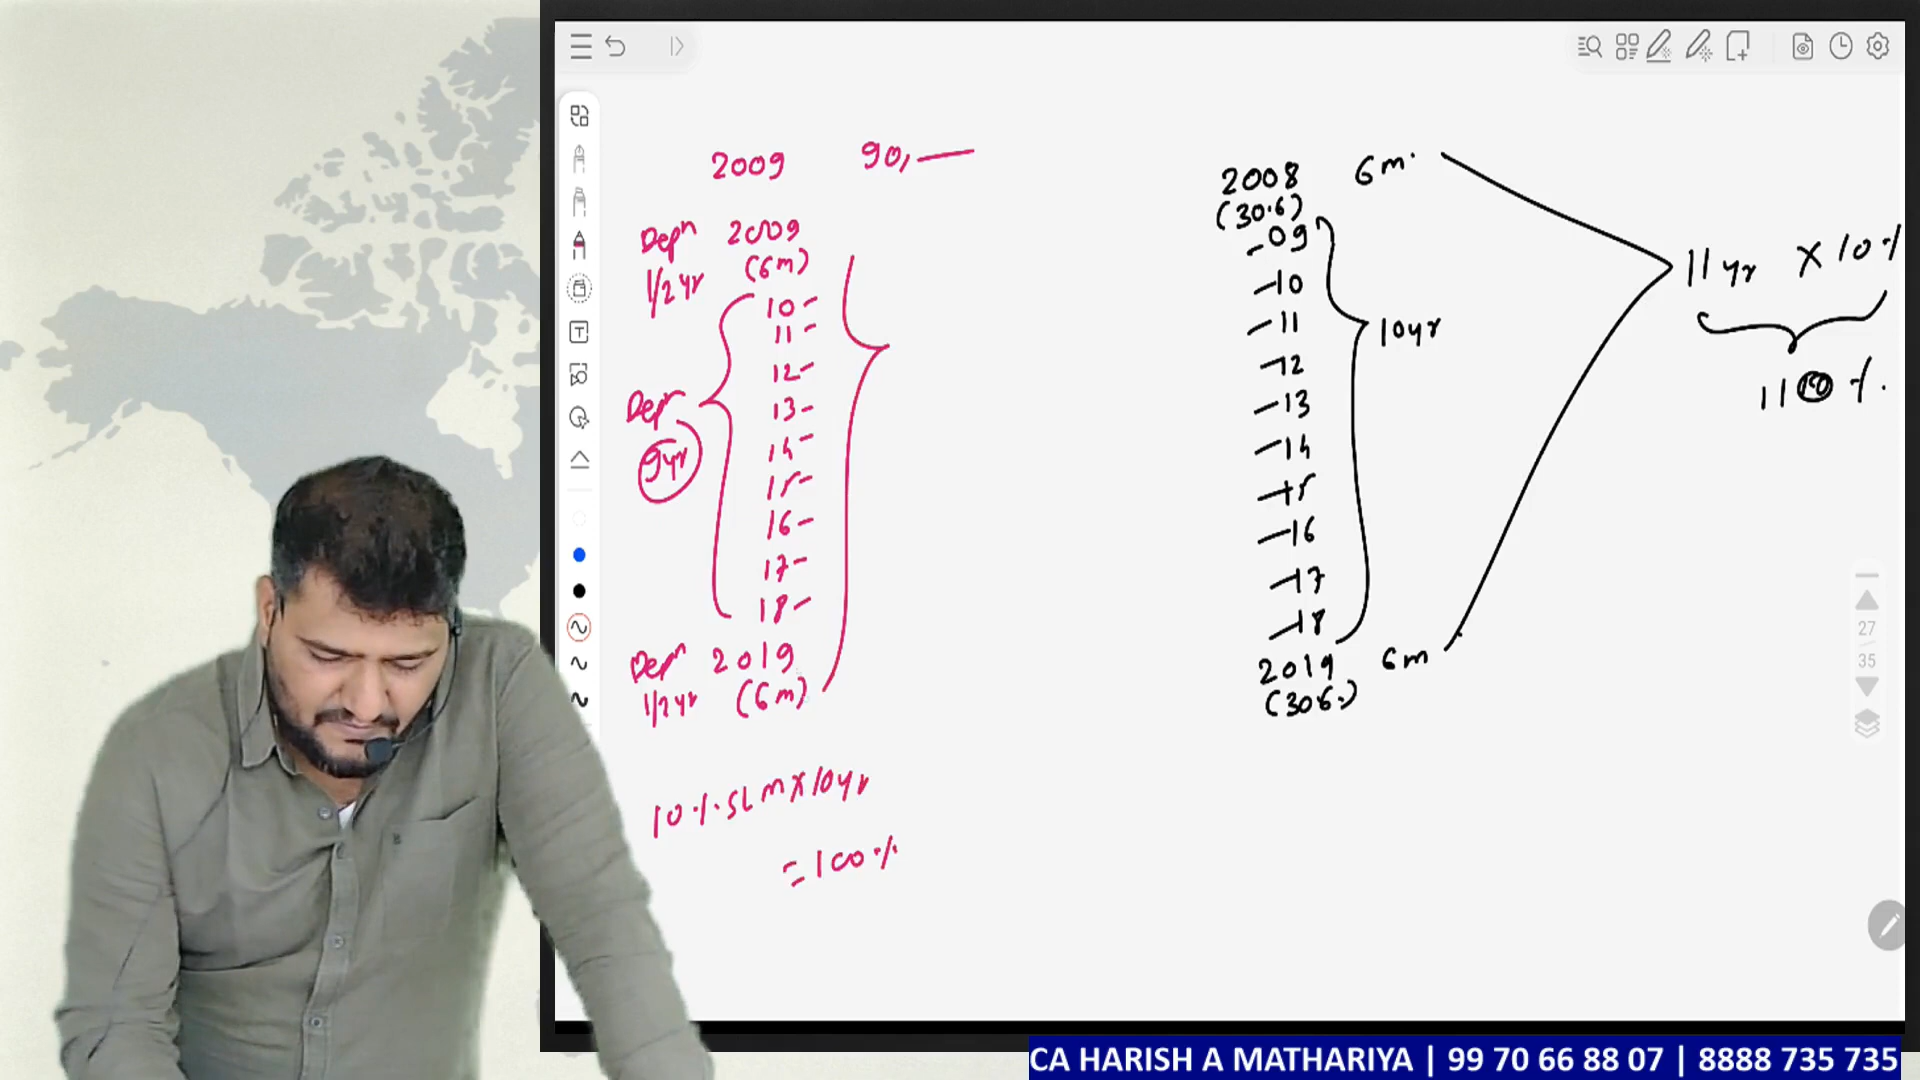 2009 90,—
Depn 2009
1/2 yr (6m)
10-
11-
12-
13-
14-
15-
16-
17-
18-
Depn
9yr
Depn 2019
1/2 yr (6m)
10% SLM X 10yr
= 100%
2008 6m.
(30.6)
-09
-10
-11
-12
-13
-14
-15
-16
-17
-18
10yr
2019 6m
(30.6.)
11yr X 10%
110%.
27
35
CA HARISH A MATHARIYA | 99 70 66 88 07 | 8888 735 735